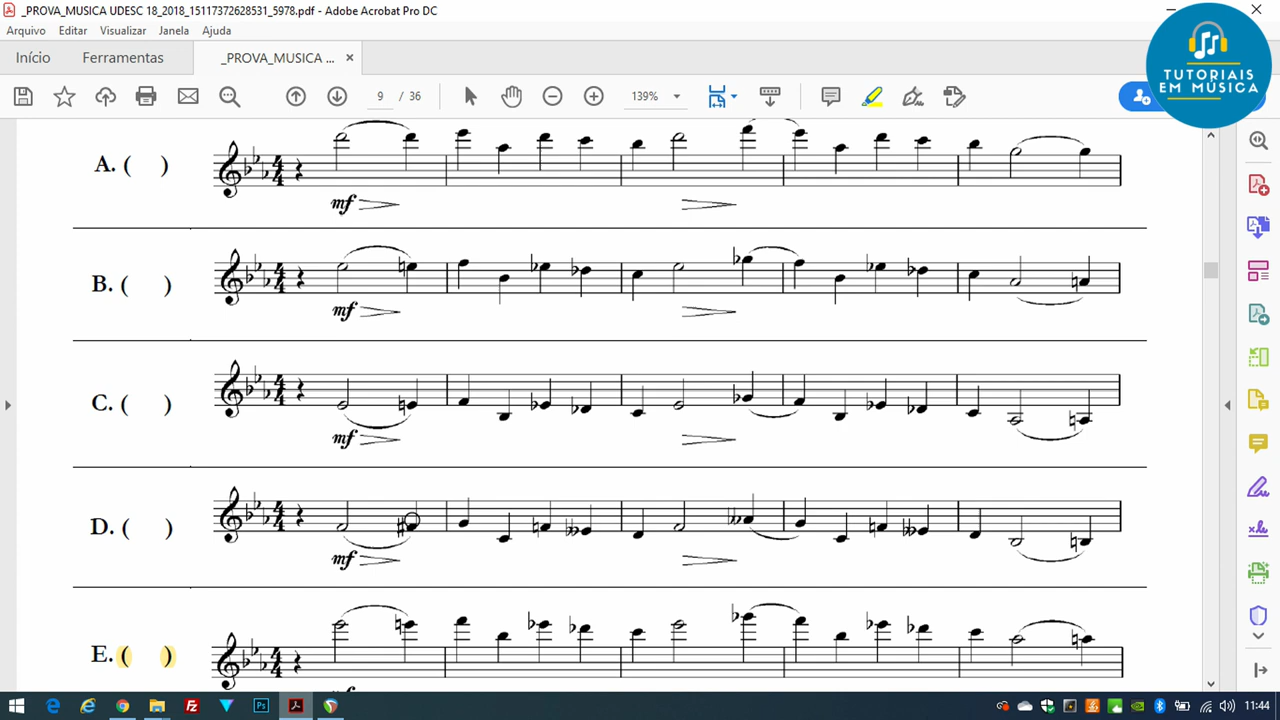 _PROVA_MUSICA UDESC 18_2018_15117372628531_5978.pdf - Adobe Acrobat Pro DC
Arquivo Editar Visualizar Janela Ajuda
Início Ferramentas _PROVA_MUSICA ... ×
9 / 36 139%
TUTORIAIS
EM MÚSICA
A. ( )
mf
B. ( )
mf
C. ( )
mf
D. ( )
mf
E. ( )
11:44